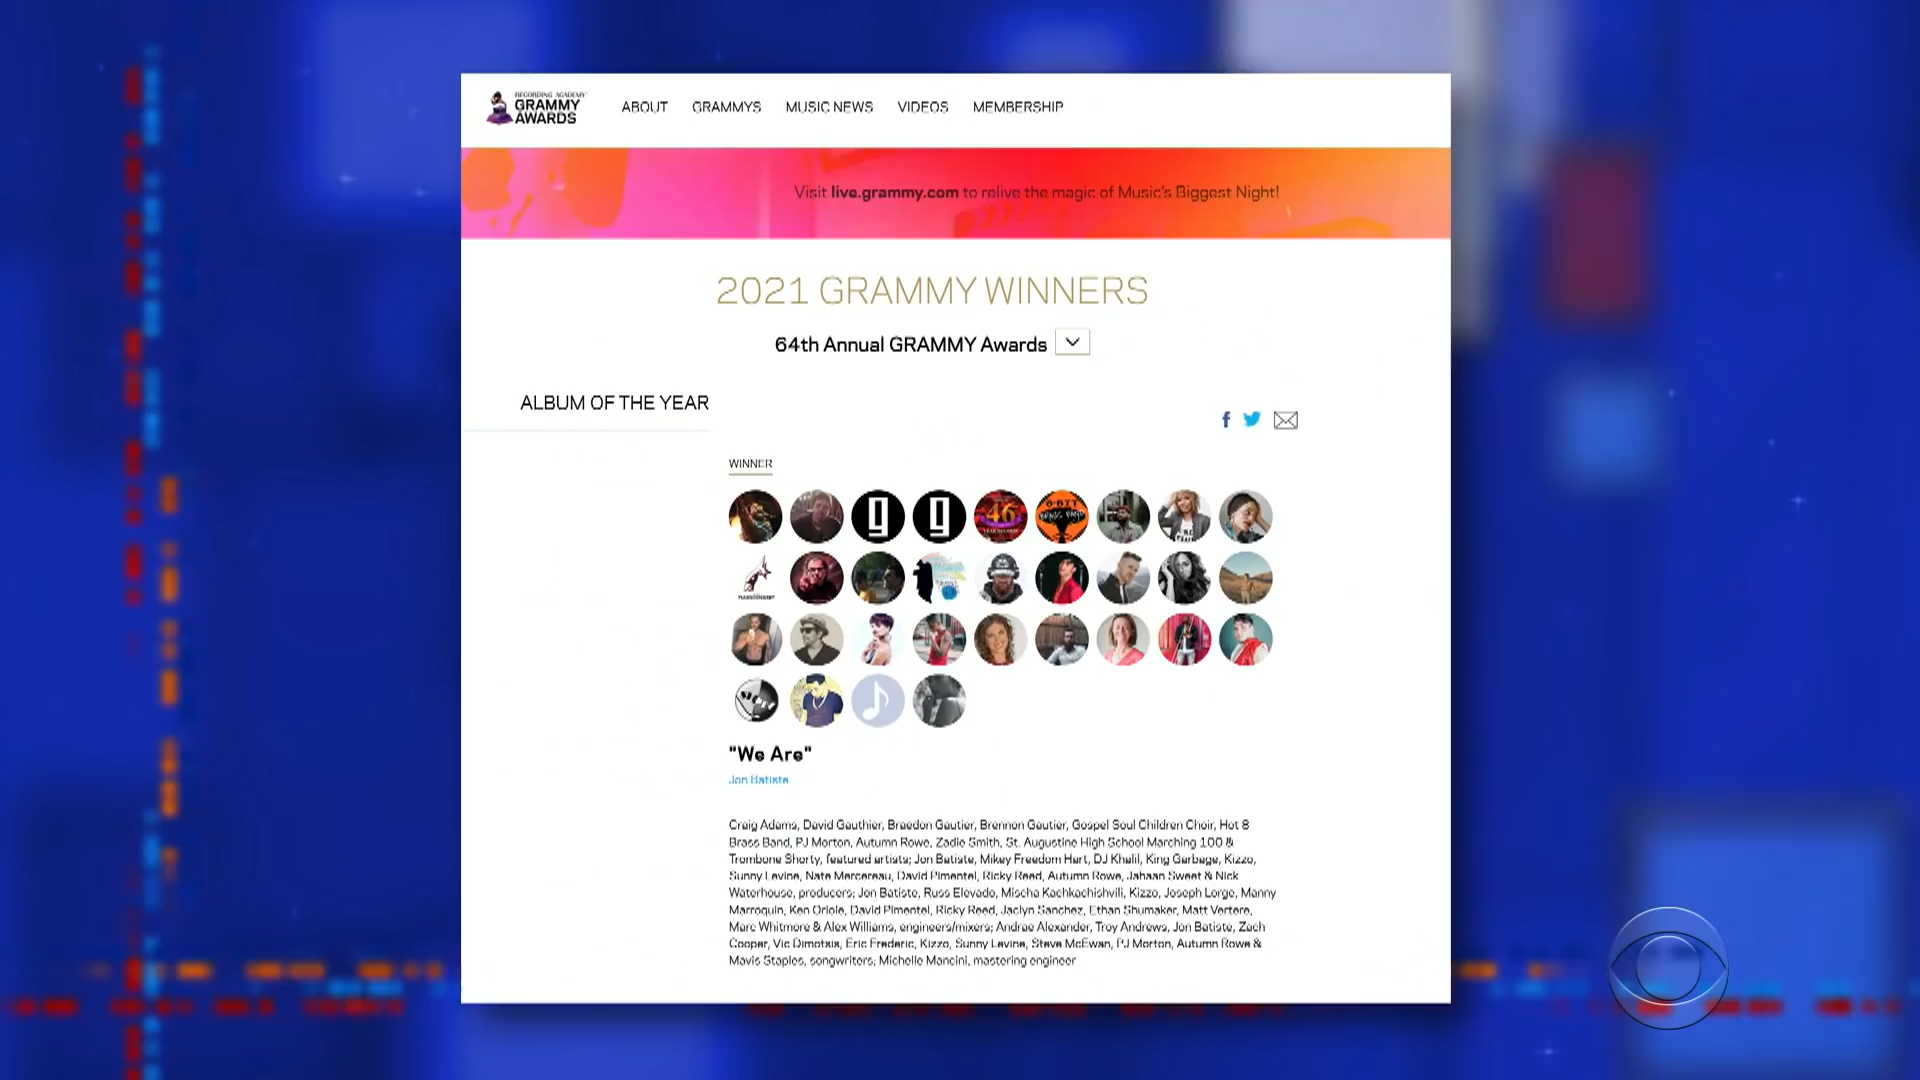 RECORDING ACADEMY
GRAMMY
AWARDS
ABOUT GRAMMYS MUSIC NEWS VIDEOS MEMBERSHIP
Visit live.grammy.com to relive the magic of Music's Biggest Night!
2021 GRAMMY WINNERS
64th Annual GRAMMY Awards
ALBUM OF THE YEAR
WINNER
g g 46
BRASS BAND
"We Are"
Jon Batiste
Craig Adams, David Gauthier, Braedon Gautier, Brennon Gautier, Gospel Soul Children Choir, Hot 8
Brass Band, PJ Morton, Autumn Rowe, Zadie Smith, St. Augustine High School Marching 100 &
Trombone Shorty, featured artists; Jon Batiste, Mikey Freedom Hart, DJ Khalil, King Garbage, Kizzo,
Sunny Levine, Nate Mercereau, David Pimentel, Ricky Reed, Autumn Rowe, Jahaan Sweet & Nick
Waterhouse, producers; Jon Batiste, Russ Elevado, Mischa Kachkachishvili, Kizzo, Joseph Lorge, Manny
Marroquin, Ken Oriole, David Pimentel, Ricky Reed, Jaclyn Sanchez, Ethan Shumaker, Matt Vertere,
Marc Whitmore & Alex Williams, engineers/mixers; Andrae Alexander, Troy Andrews, Jon Batiste, Zach
Cooper, Vic Dimotsis, Eric Frederic, Kizzo, Sunny Levine, Steve McEwan, PJ Morton, Autumn Rowe &
Mavis Staples, songwriters; Michelle Mancini, mastering engineer